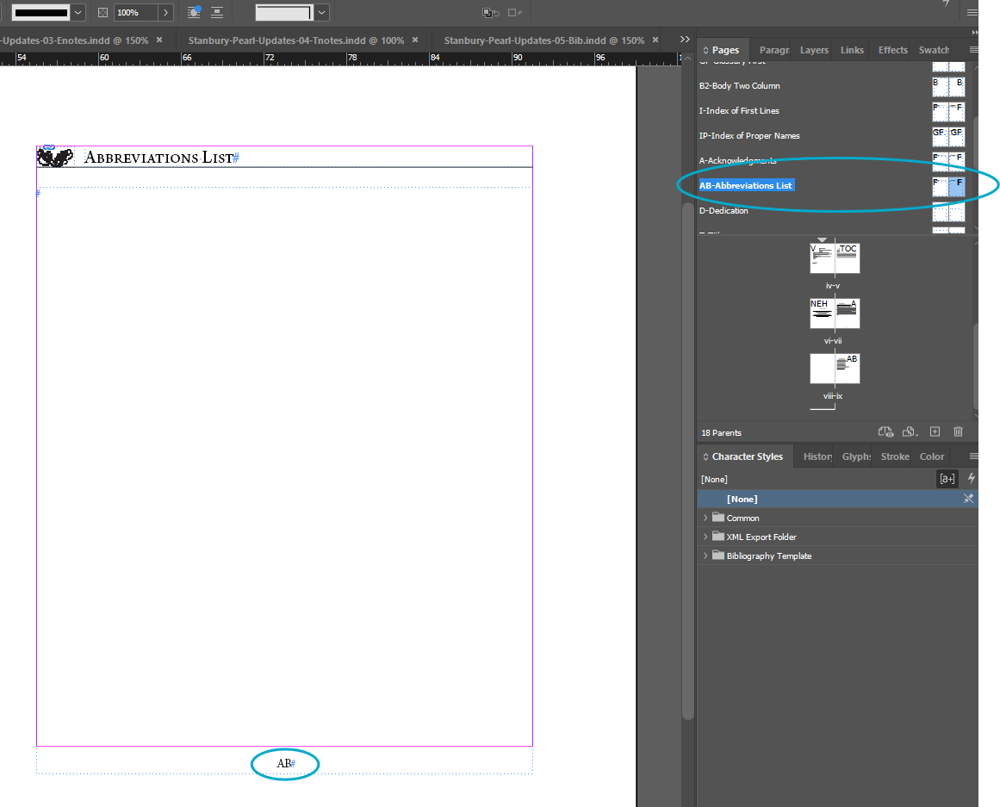 100%
-Updates-03-Enotes.indd @ 150% × Stanbury-Pearl-Updates-04-Tnotes.indd @ 100% × Stanbury-Pearl-Updates-05-Bib.indd @ 150% ×
54 60 66 72 78 84 90 96
Abbreviations List#
#
AB#
Pages Paragr Layers Links Effects Swatch
B2-Body Two Column B B
I-Index of First Lines F F
IP-Index of Proper Names GF GF
A-Acknowledgments F F
AB-Abbreviations List F F
D-Dedication
V TOC
iv-v
NEH A
vi-vii
AB
viii-ix
18 Parents
Character Styles History Glyphs Stroke Color
[None] [a+]
[None]
Common
XML Export Folder
Bibliography Template